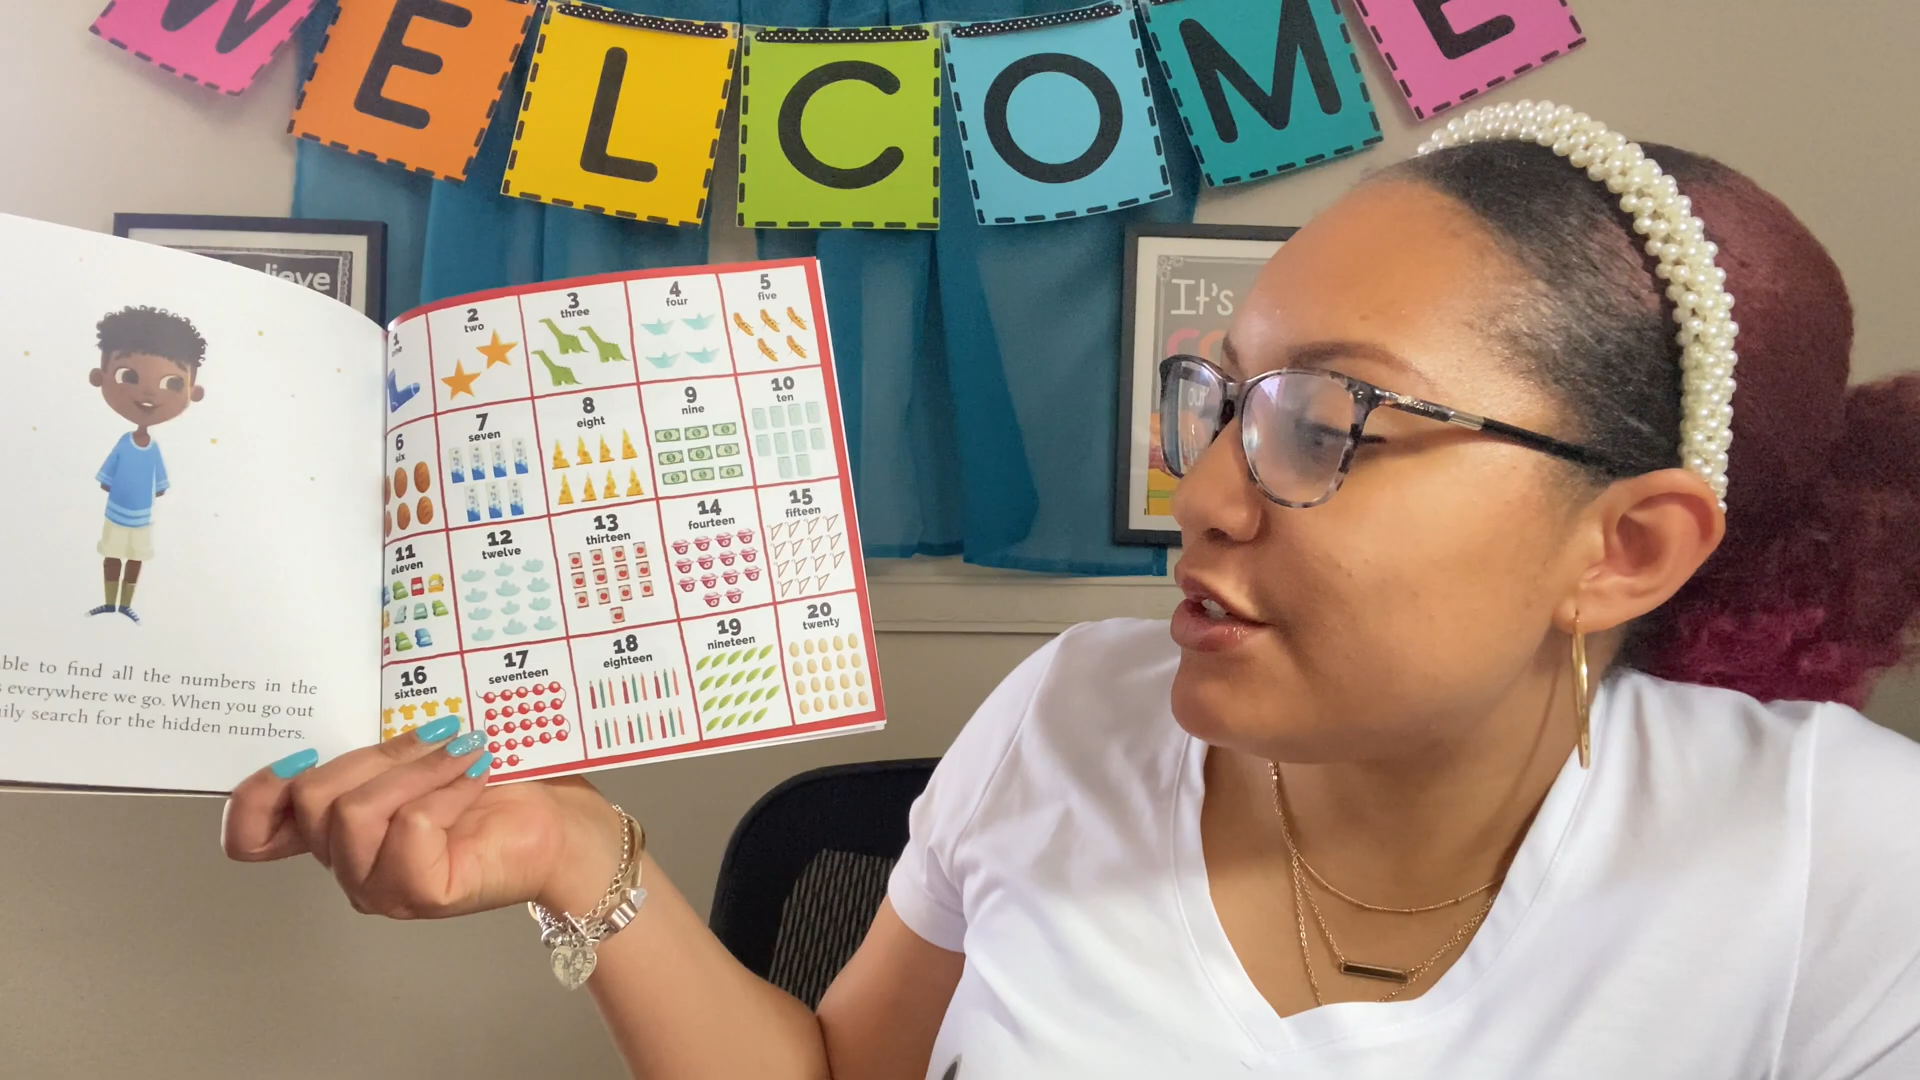 WELCOME
lieve
It's
1
one
2
two
3
three
4
four
5
five
6
six
7
seven
8
eight
9
nine
10
ten
11
eleven
12
twelve
13
thirteen
14
fourteen
15
fifteen
16
sixteen
17
seventeen
18
eighteen
19
nineteen
20
twenty
ble to find all the numbers in the
s everywhere we go. When you go out
ily search for the hidden numbers.